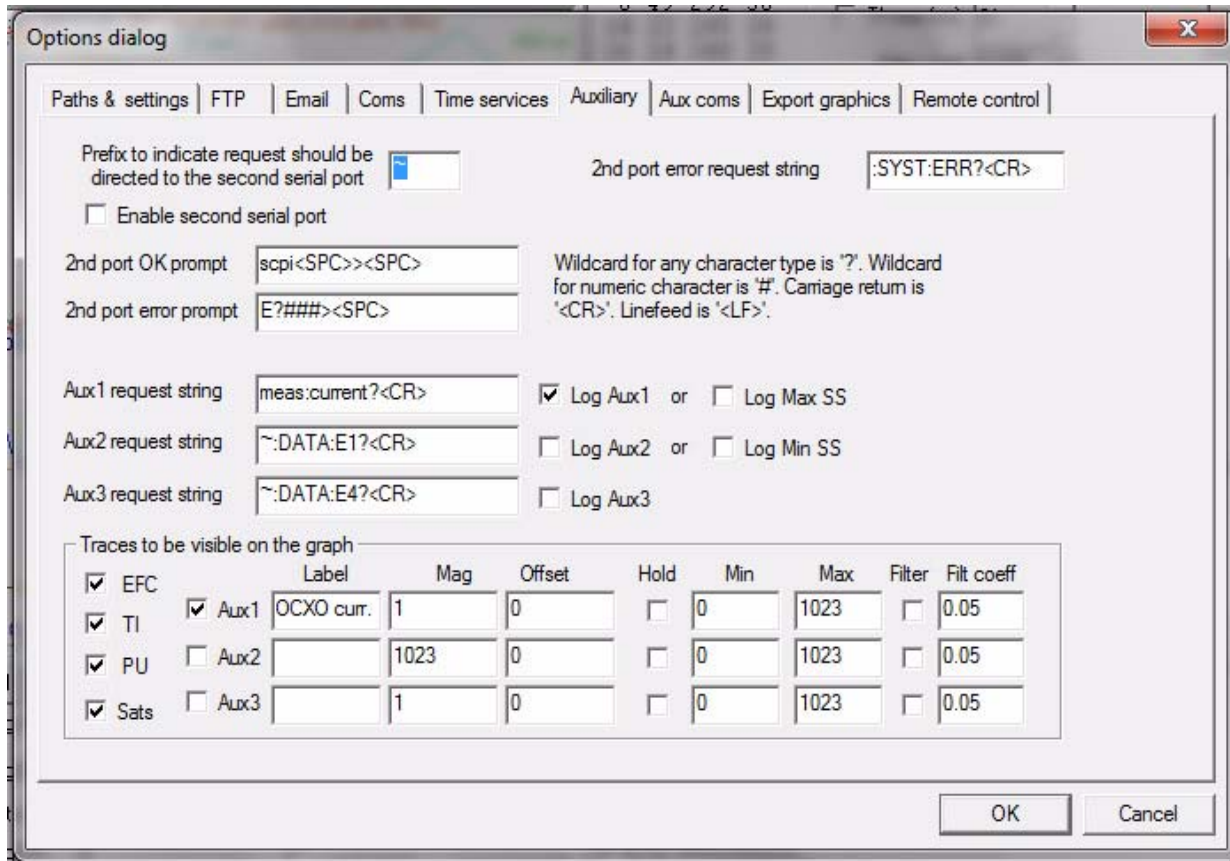 Options dialog
Paths & settings FTP Email Coms Time services Auxiliary Aux coms Export graphics Remote control
Prefix to indicate request should be
directed to the second serial port ~
2nd port error request string :SYST:ERR?<CR>
Enable second serial port
2nd port OK prompt scpi<SPC>><SPC>
2nd port error prompt E?###><SPC>
Wildcard for any character type is '?'. Wildcard
for numeric character is '#'. Carriage return is
'<CR>'. Linefeed is '<LF>'.
Aux1 request string meas:current?<CR> Log Aux1 or Log Max SS
Aux2 request string ~:DATA:E1?<CR> Log Aux2 or Log Min SS
Aux3 request string ~:DATA:E4?<CR> Log Aux3
Traces to be visible on the graph
Label Mag Offset Hold Min Max Filter Filt coeff
EFC
Aux1 OCXO curr. 1 0 0 1023 0.05
TI
PU
Aux2 1023 0 0 1023 0.05
Sats
Aux3 1 0 0 1023 0.05
OK Cancel